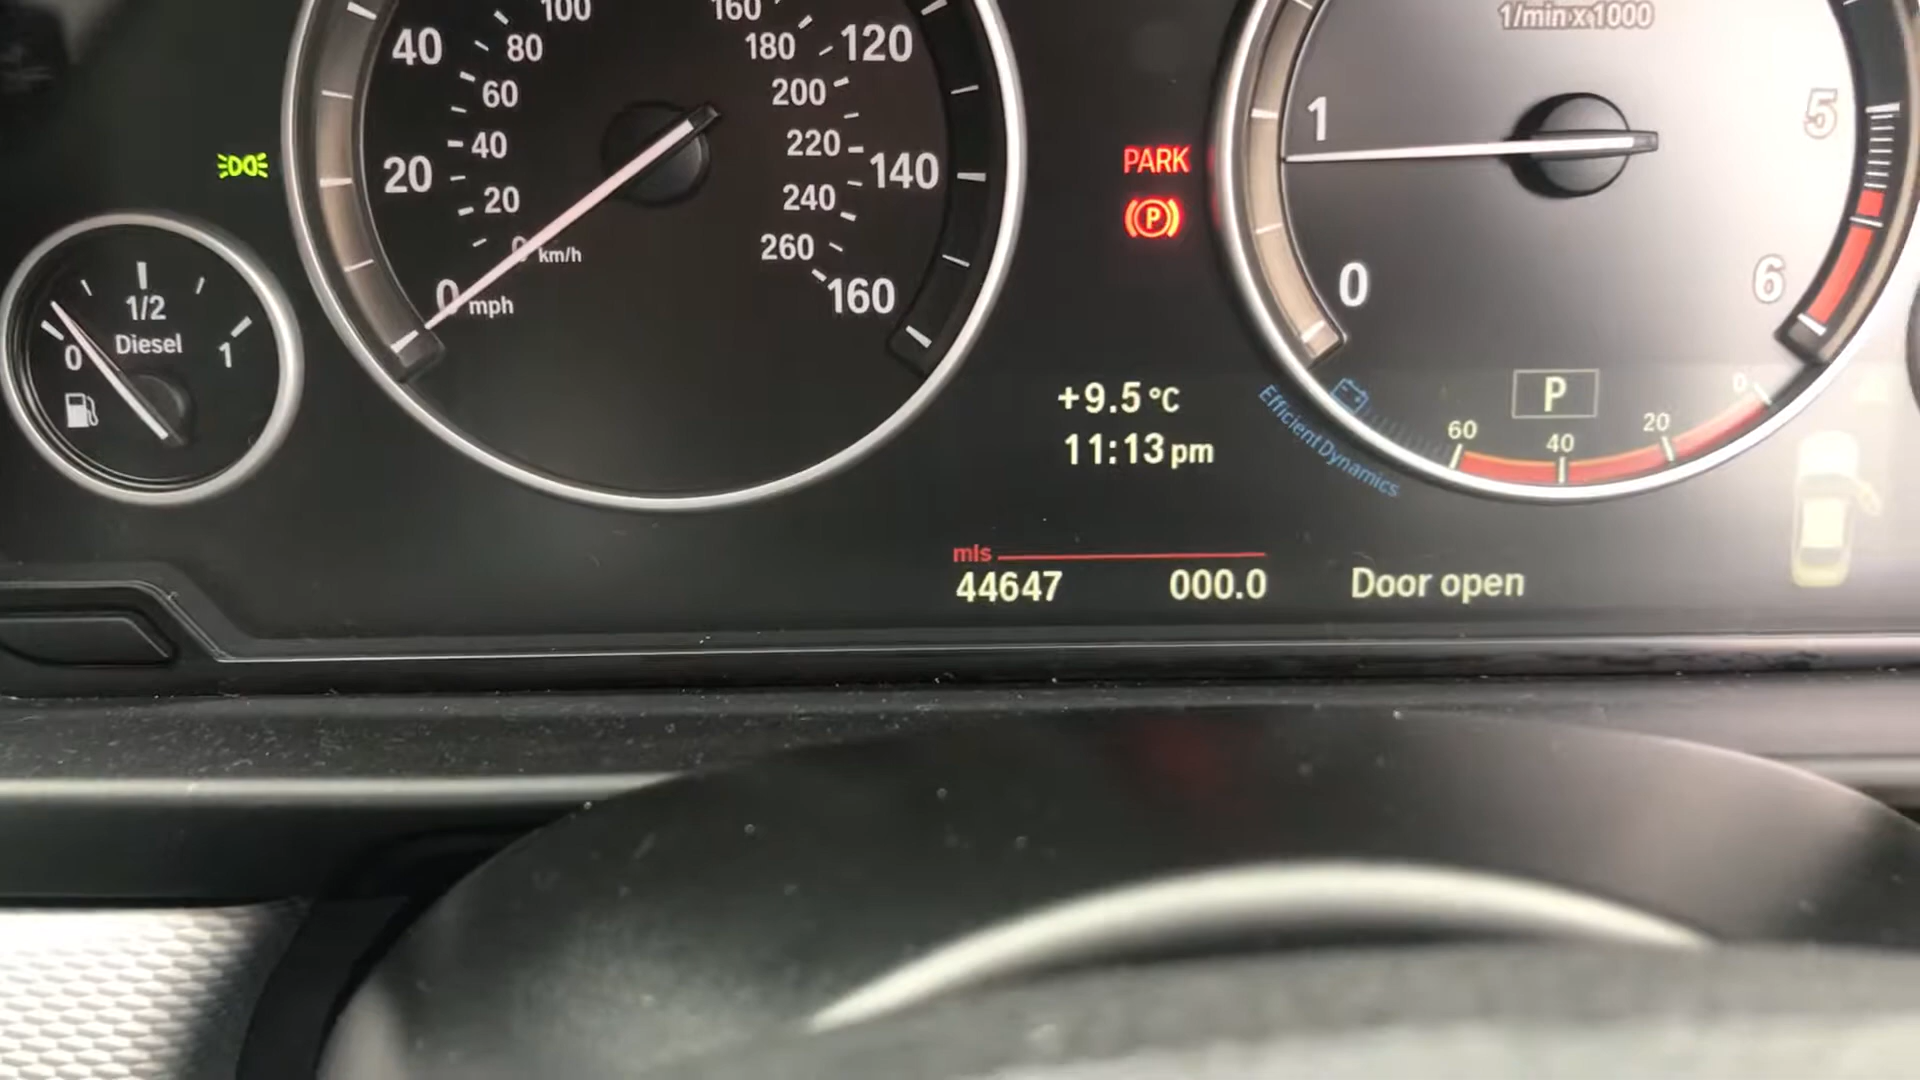 100
160
40
80
180
120
60
200
40
220
20
20
140
240
0
km/h
260
0
mph
160
1/2
Diesel
0
1
PARK
P
1/min x 1000
1
5
0
6
+9.5 °C
11:13 pm
EfficientDynamics
P
60
40
20
0
mls
44647 000.0 Door open